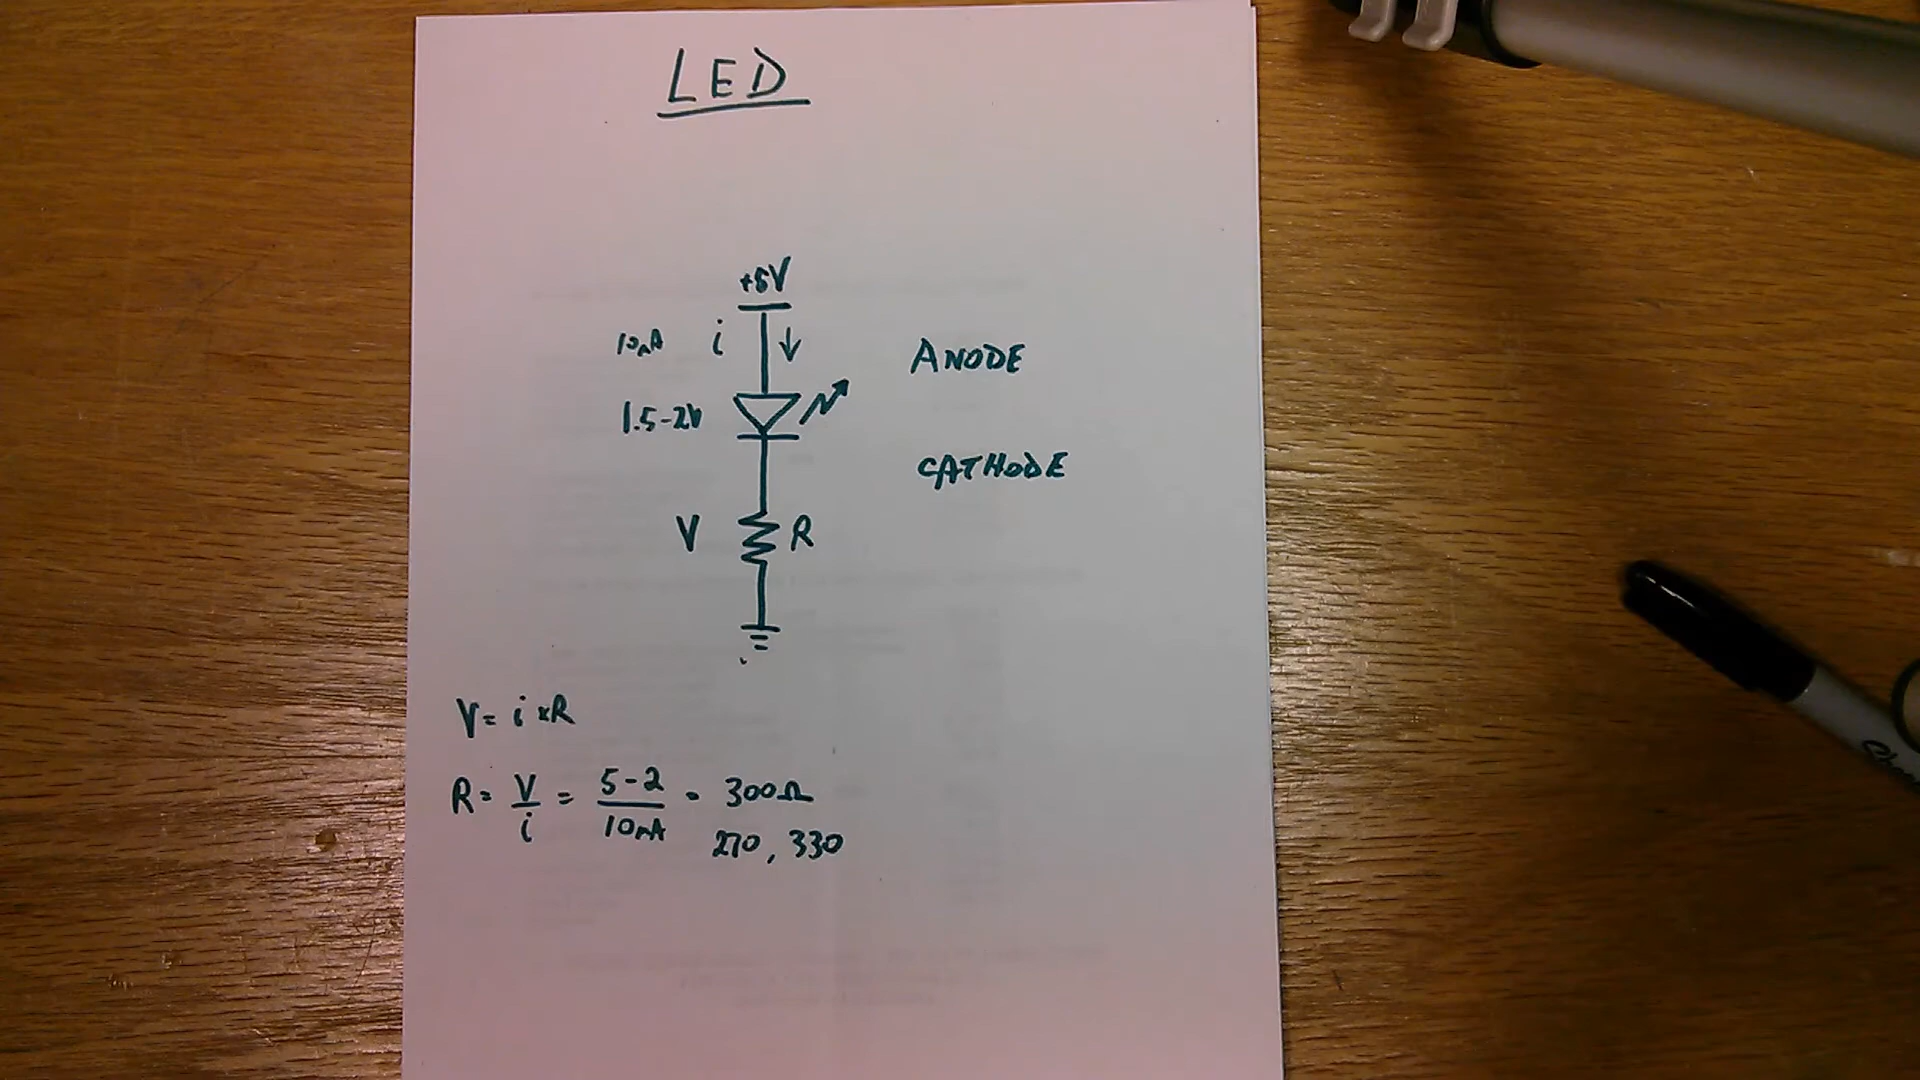 LED
+5V
10mA i
ANODE
1.5-2V
CATHODE
V R
V = i x R
R = V/i = 5-2/10mA = 300Ω
270, 330